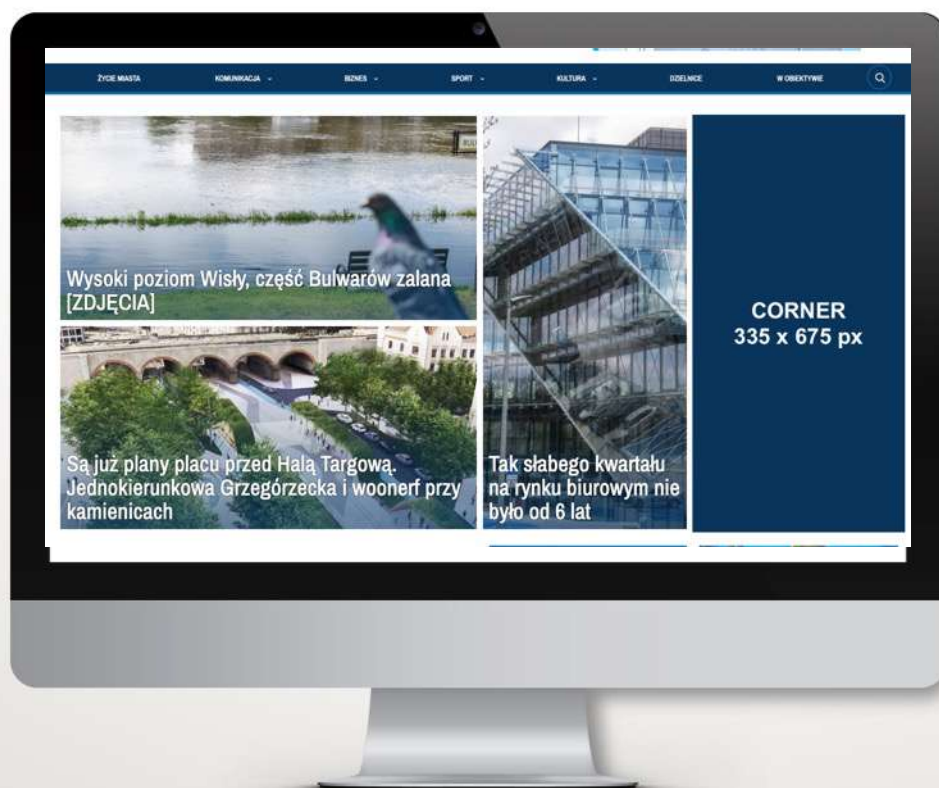 ŻYCIE MIASTA
KOMUNIKACJA
BIZNES
SPORT
KULTURA
DZIELNICE
W OBIEKTYWIE
Wysoki poziom Wisły, część Bulwarów zalana
[ZDJĘCIA]
Są już plany placu przed Halą Targową.
Jednokierunkowa Grzegórzecka i woonerf przy
kamienicach
Tak słabego kwartału
na rynku biurowym nie
było od 6 lat
CORNER
335 x 675 px